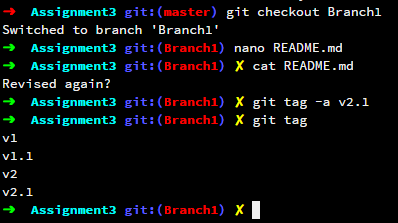 ➜ Assignment3 git:(master) git checkout Branch1
Switched to branch 'Branch1'
➜ Assignment3 git:(Branch1) nano README.md
➜ Assignment3 git:(Branch1) ✗ cat README.md
Revised again?
➜ Assignment3 git:(Branch1) ✗ git tag -a v2.1
➜ Assignment3 git:(Branch1) ✗ git tag
v1
v1.1
v2
v2.1
➜ Assignment3 git:(Branch1) ✗